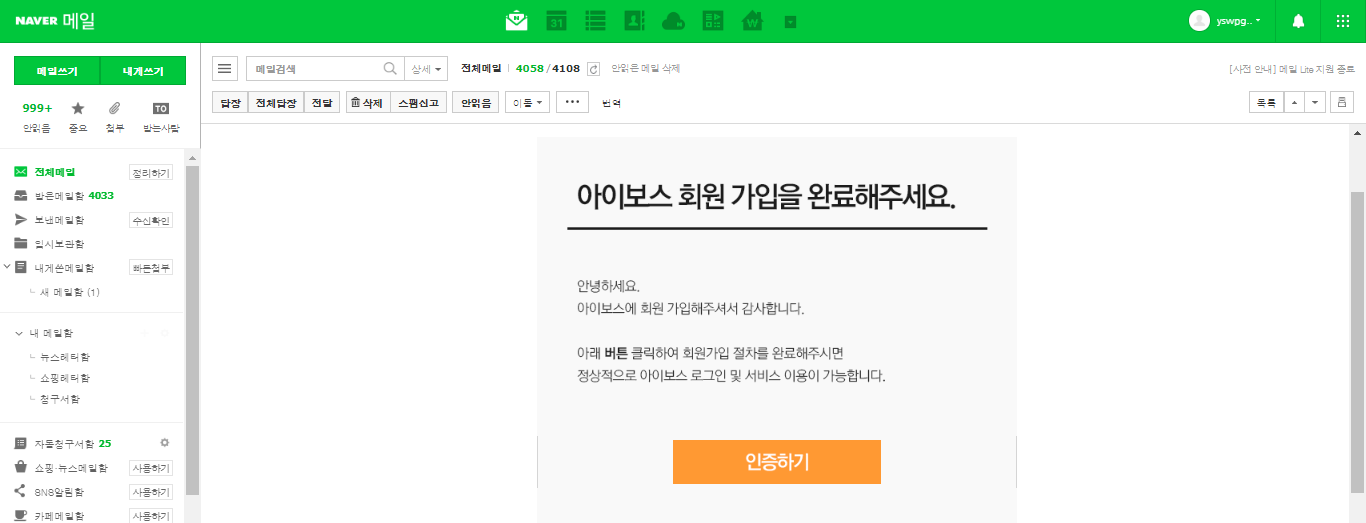 NAVER 메일
31
N
W
yswpg..
메일쓰기 내게쓰기
메일검색 상세
전체메일 4058 / 4108 안읽은 메일 삭제
[사전 안내] 메일 Lite 지원 종료
답장 전체답장 전달 삭제 스팸신고 안읽음 이동 ••• 번역
목록
999+
TO
안읽음 중요 첨부 받는사람
전체메일 정리하기
받은메일함 4033
보낸메일함 수신확인
임시보관함
내게쓴메일함 빠른첨부
새 메일함 (1)
내 메일함
뉴스레터함
쇼핑레터함
청구서함
자동청구서함 25
쇼핑·뉴스메일함 사용하기
SNS알림함 사용하기
카페메일함 사용하기
아이보스 회원 가입을 완료해주세요.
안녕하세요.
아이보스에 회원 가입해주셔서 감사합니다.
아래 버튼 클릭하여 회원가입 절차를 완료해주시면
정상적으로 아이보스 로그인 및 서비스 이용이 가능합니다.
인증하기